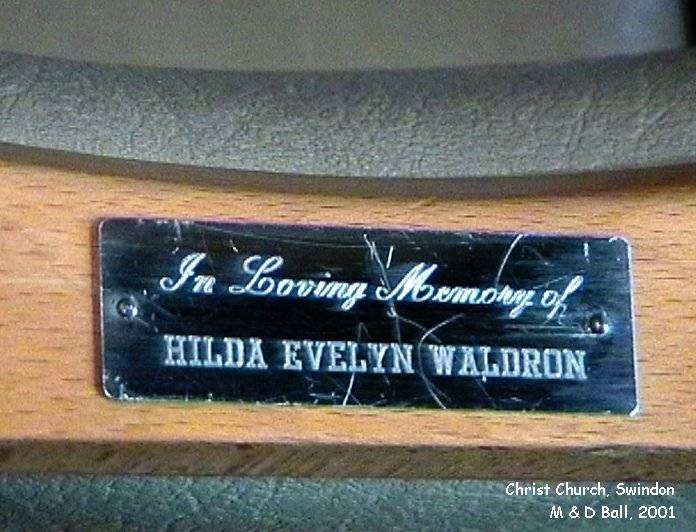 In Loving Memory of
HILDA EVELYN WALDRON
Christ Church, Swindon
M & D Ball, 2001